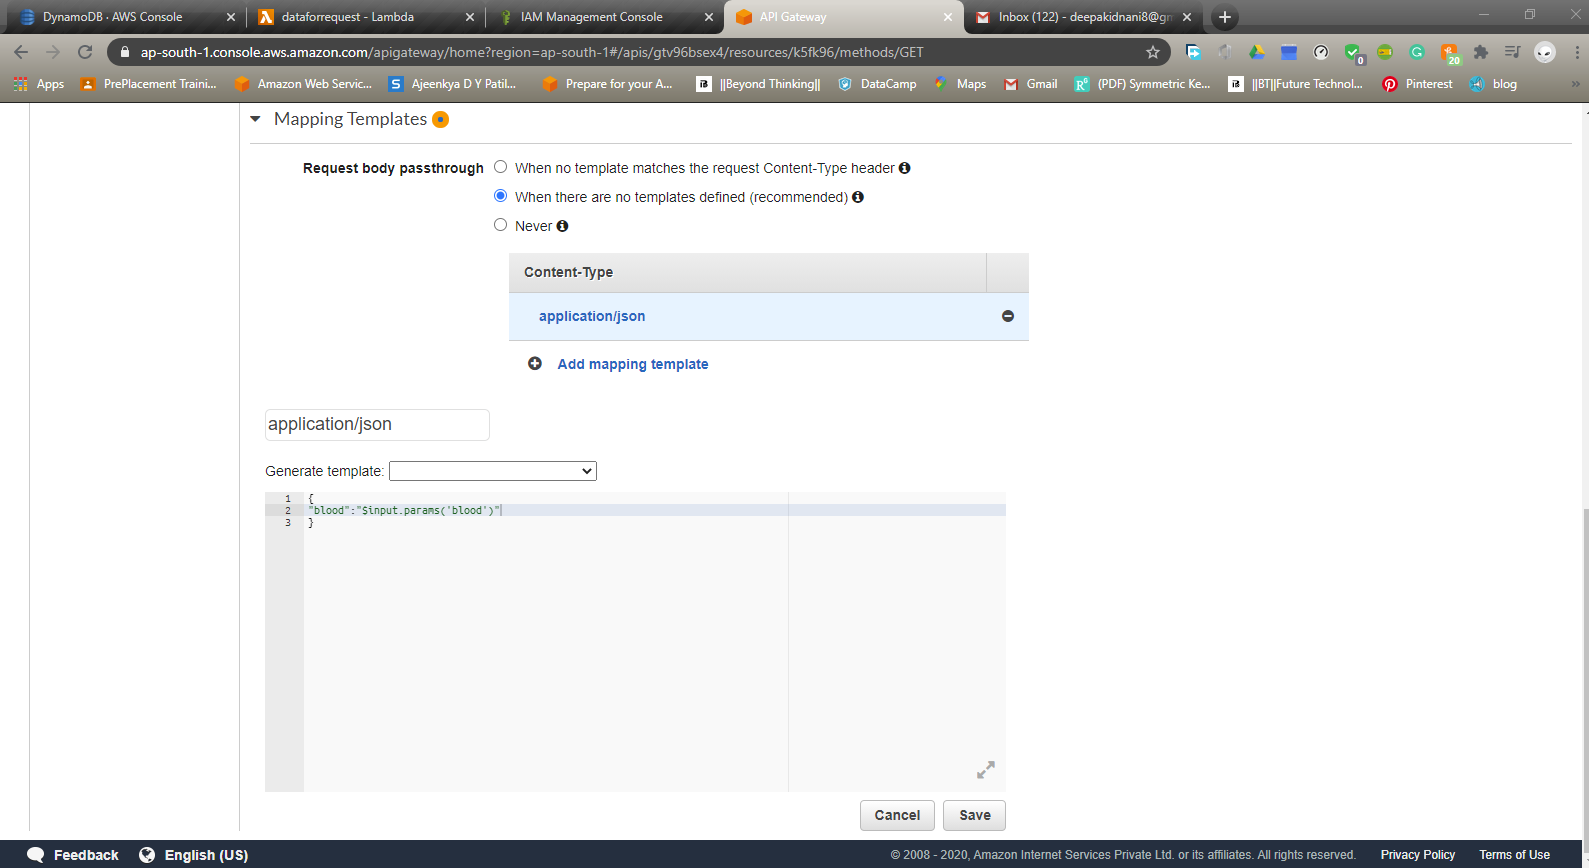 DynamoDB · AWS Console
dataforrequest - Lambda
IAM Management Console
API Gateway
Inbox (122) - deepakidnani8@gm
ap-south-1.console.aws.amazon.com/apigateway/home?region=ap-south-1#/apis/gtv96bsex4/resources/k5fk96/methods/GET
0
20
Apps
PrePlacement Traini...
Amazon Web Servic...
S
Ajeenkya D Y Patil...
Prepare for your A...
||Beyond Thinking||
DataCamp
Maps
Gmail
(PDF) Symmetric Ke...
||BT||Future Technol...
Pinterest
blog
»
Mapping Templates
Request body passthrough
When no template matches the request Content-Type header
When there are no templates defined (recommended)
Never
Content-Type
application/json
Add mapping template
application/json
Generate template:
1 {
2 "blood":"$input.params('blood')"
3 }
Cancel
Save
Feedback
English (US)
© 2008 - 2020, Amazon Internet Services Private Ltd. or its affiliates. All rights reserved.
Privacy Policy
Terms of Use